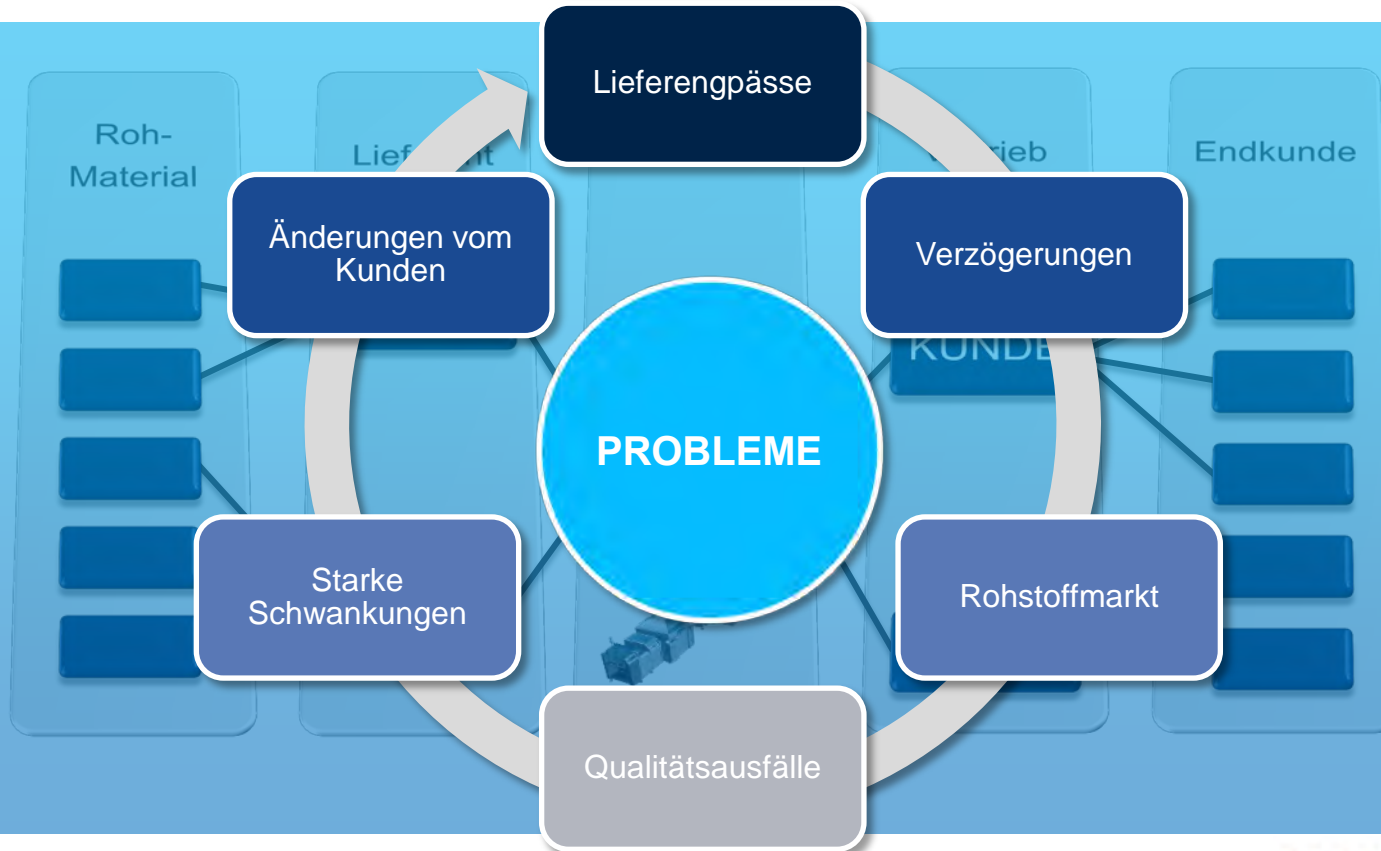 Lieferengpässe
Roh-
Material
Endkunde
Änderungen vom
Kunden
Verzögerungen
KUNDE
PROBLEME
Starke
Schwankungen
Rohstoffmarkt
Qualitätsausfälle